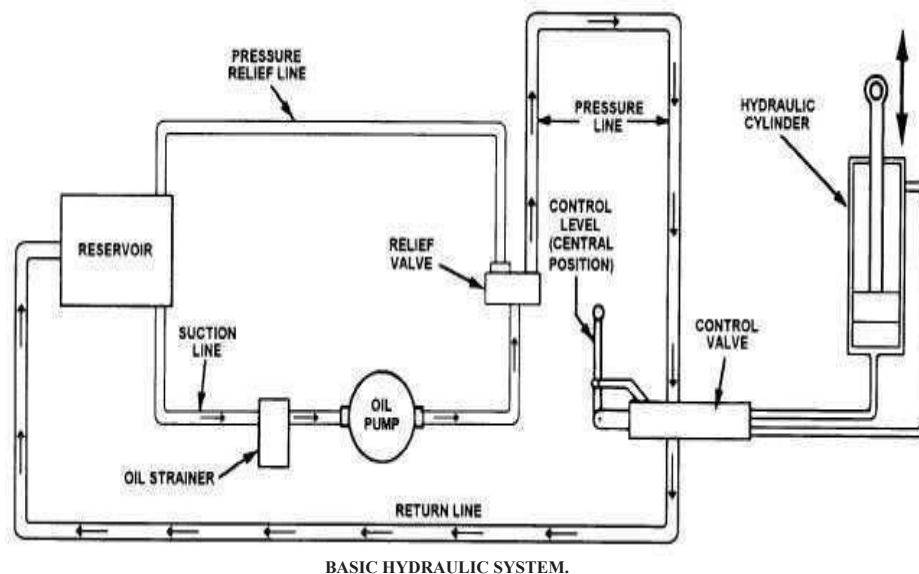 PRESSURE
RELIEF LINE
PRESSURE
LINE
HYDRAULIC
CYLINDER
RESERVOIR
RELIEF
VALVE
CONTROL
LEVEL
(CENTRAL
POSITION)
SUCTION
LINE
CONTROL
VALVE
OIL
PUMP
OIL STRAINER
RETURN LINE
BASIC HYDRAULIC SYSTEM.